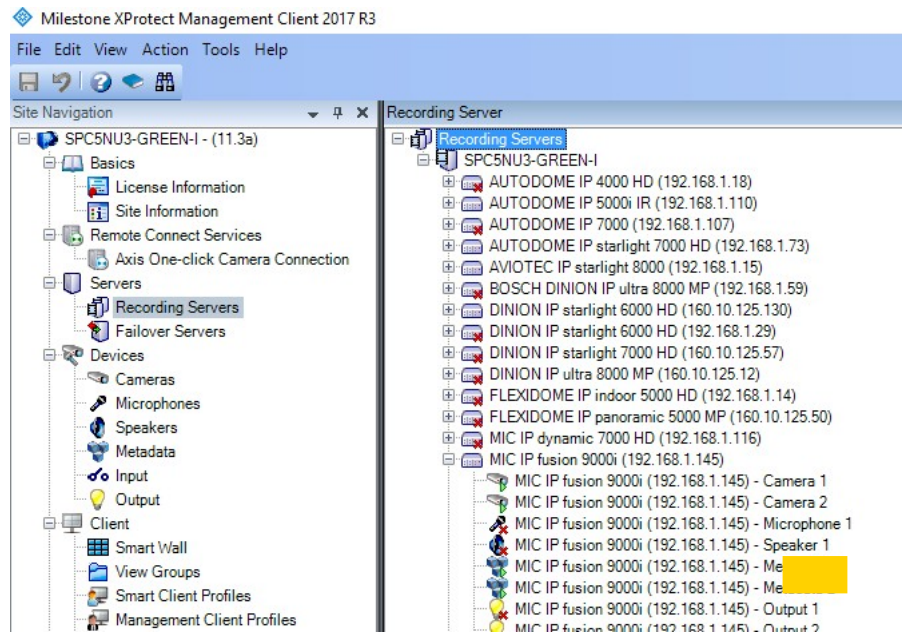 Milestone XProtect Management Client 2017 R3
File Edit View Action Tools Help
Site Navigation
SPC5NU3-GREEN-I - (11.3a)
Basics
License Information
Site Information
Remote Connect Services
Axis One-click Camera Connection
Servers
Recording Servers
Failover Servers
Devices
Cameras
Microphones
Speakers
Metadata
Input
Output
Client
Smart Wall
View Groups
Smart Client Profiles
Management Client Profiles
Recording Server
Recording Servers
SPC5NU3-GREEN-I
AUTODOME IP 4000 HD (192.168.1.18)
AUTODOME IP 5000i IR (192.168.1.110)
AUTODOME IP 7000 (192.168.1.107)
AUTODOME IP starlight 7000 HD (192.168.1.73)
AVIOTEC IP starlight 8000 (192.168.1.15)
BOSCH DINION IP ultra 8000 MP (192.168.1.59)
DINION IP starlight 6000 HD (160.10.125.130)
DINION IP starlight 6000 HD (192.168.1.29)
DINION IP starlight 7000 HD (160.10.125.57)
DINION IP ultra 8000 MP (160.10.125.12)
FLEXIDOME IP indoor 5000 HD (192.168.1.14)
FLEXIDOME IP panoramic 5000 MP (160.10.125.50)
MIC IP dynamic 7000 HD (192.168.1.116)
MIC IP fusion 9000i (192.168.1.145)
MIC IP fusion 9000i (192.168.1.145) - Camera 1
MIC IP fusion 9000i (192.168.1.145) - Camera 2
MIC IP fusion 9000i (192.168.1.145) - Microphone 1
MIC IP fusion 9000i (192.168.1.145) - Speaker 1
MIC IP fusion 9000i (192.168.1.145) -
MIC IP fusion 9000i (192.168.1.145) -
MIC IP fusion 9000i (192.168.1.145) - Output 1
MIC IP fusion 9000i (192.168.1.145) - Output 2